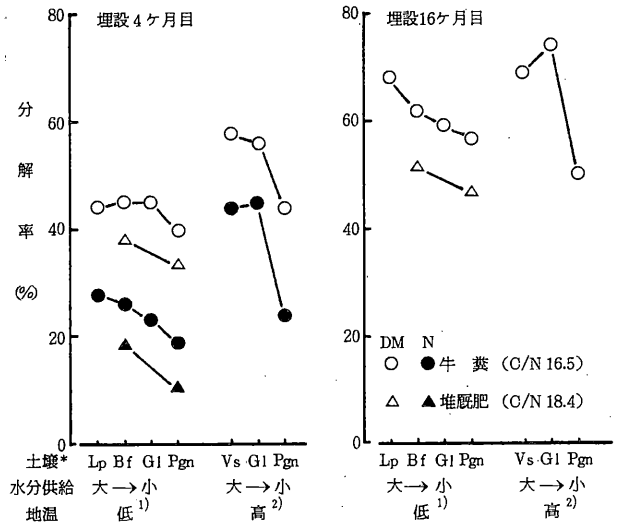 埋設4ケ月目
80
60
40
20
0
分解率(%)
土壌* Lp Bf Gl Pgn Vs Gl Pgn
水分供給 大→小 大→小
地温 低1) 高2)
埋設16ケ月目
80
60
40
20
0
DM N
牛糞 (C/N 16.5)
堆厩肥 (C/N 18.4)
Lp Bf Gl Pgn Vs Gl Pgn
大→小 大→小
低1) 高2)